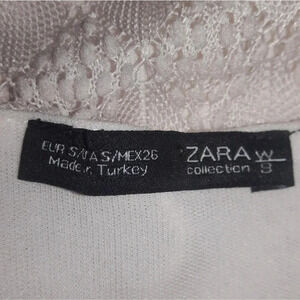 EUR S/USA S/MEX26
Made in Turkey
ZARA W
collection S